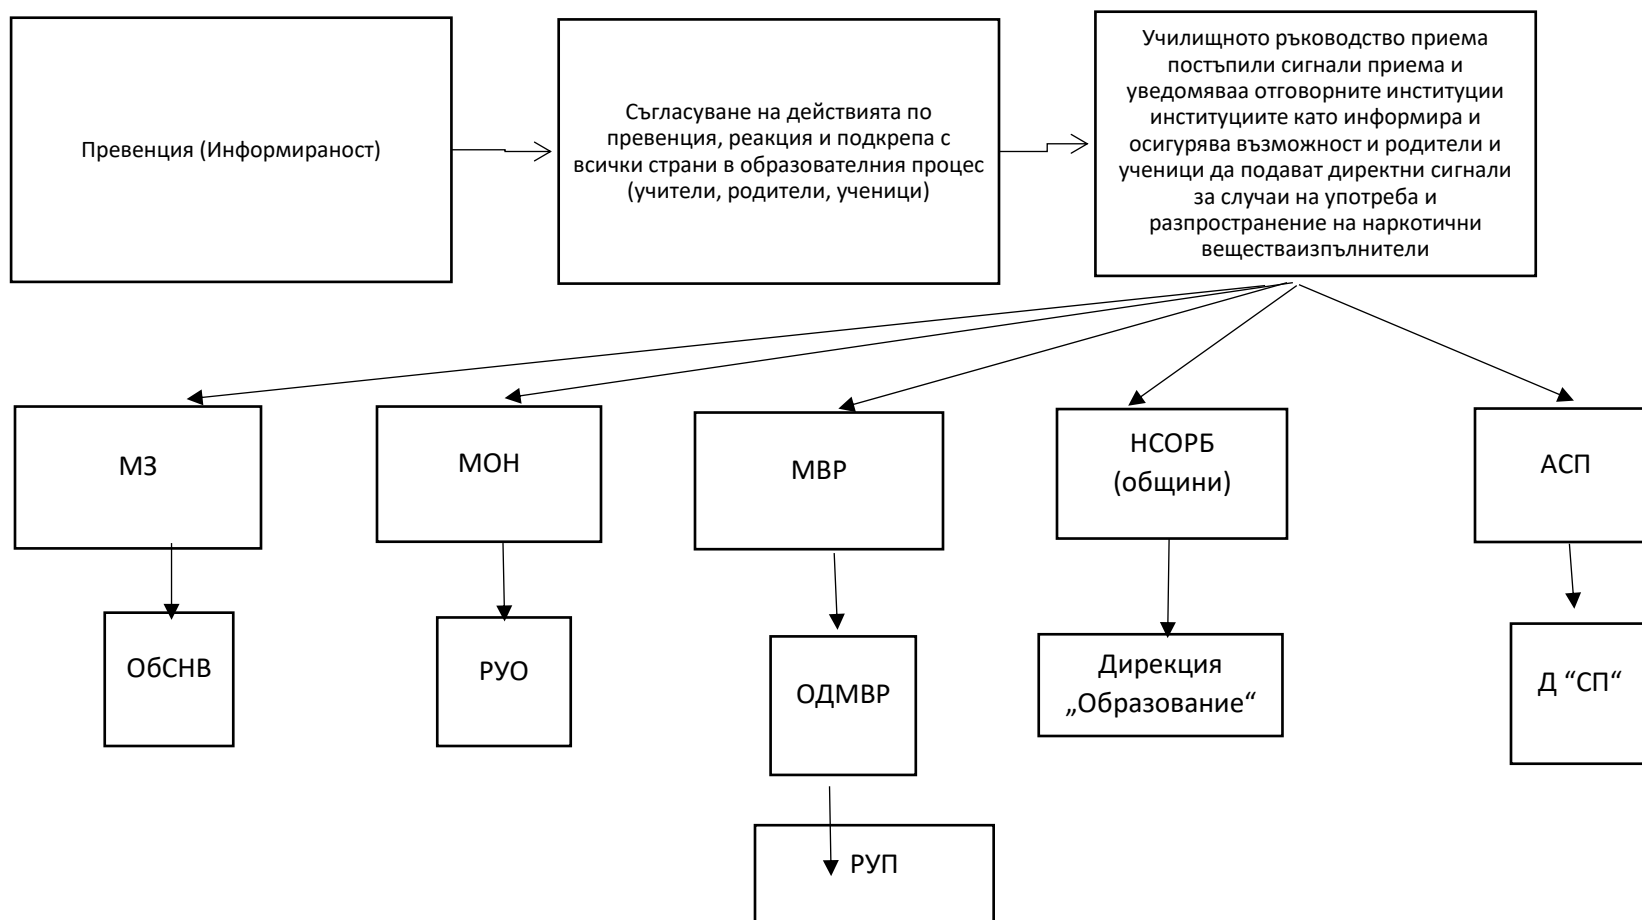 Превенция (Информираност)
Съгласуване на действията по
превенция, реакция и подкрепа с
всички страни в образователния процес
(учители, родители, ученици)
Училищното ръководство приема
постъпили сигнали приема и
уведомяваа отговорните институции
институциите като информира и
осигурява възможност и родители и
ученици да подават директни сигнали
за случаи на употреба и
разпространение на наркотични
веществаизпълнители
МЗ
МОН
МВР
НСОРБ
(общини)
АСП
ОбСНВ
РУО
ОДМВР
Дирекция
„Образование“
Д “СП“
РУП